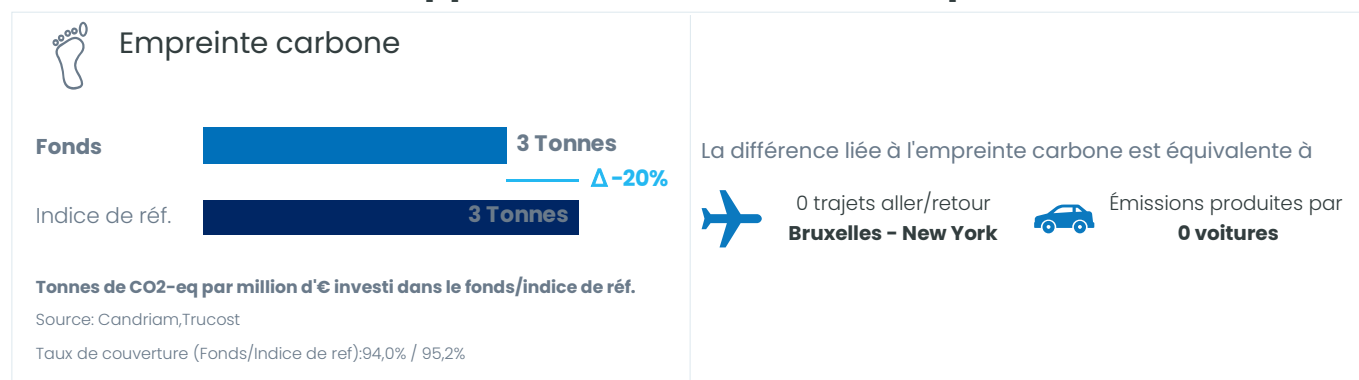 Empreinte carbone
Fonds
3 Tonnes
Δ -20%
Indice de réf.
3 Tonnes
Tonnes de CO2-eq par million d'€ investi dans le fonds/indice de réf.
Source: Candriam,Trucost
Taux de couverture (Fonds/Indice de ref):94,0% / 95,2%
La différence liée à l'empreinte carbone est équivalente à
0 trajets aller/retour
Bruxelles - New York
Émissions produites par
0 voitures